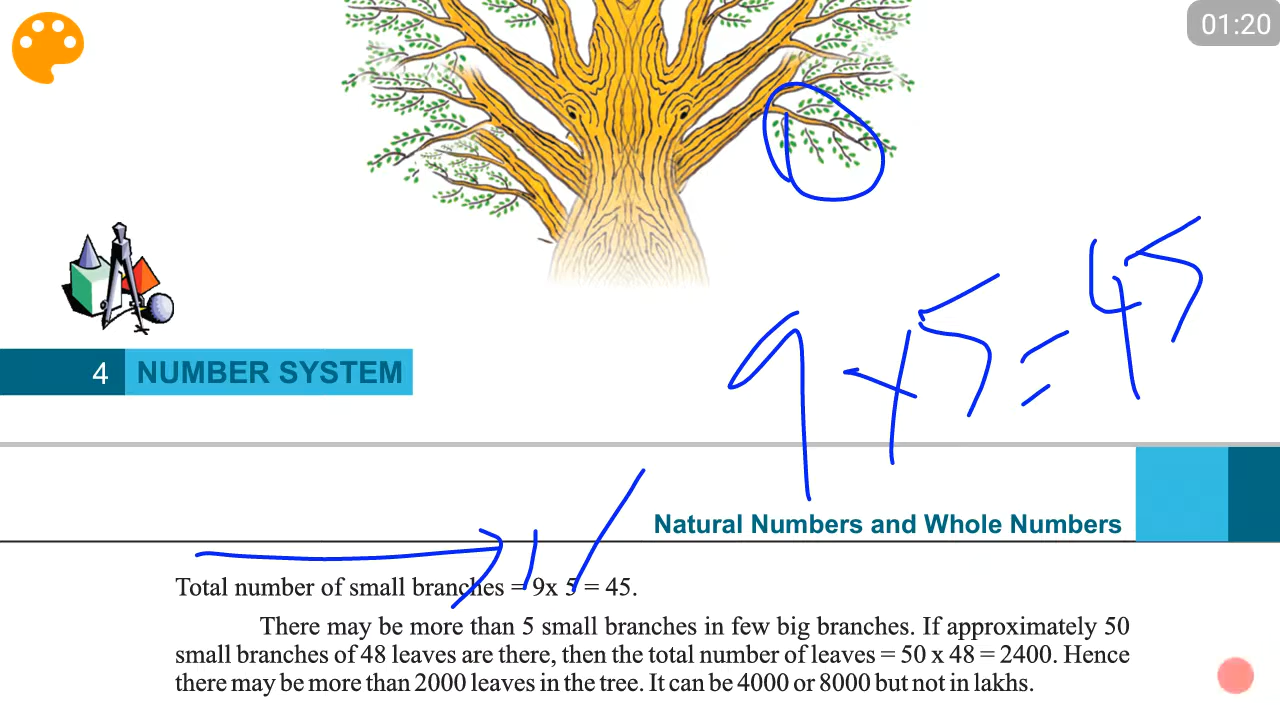 01:20
9 x 5 = 45
4 NUMBER SYSTEM
Natural Numbers and Whole Numbers
Total number of small branches = 9x 5 = 45.
There may be more than 5 small branches in few big branches. If approximately 50
small branches of 48 leaves are there, then the total number of leaves = 50 x 48 = 2400. Hence
there may be more than 2000 leaves in the tree. It can be 4000 or 8000 but not in lakhs.